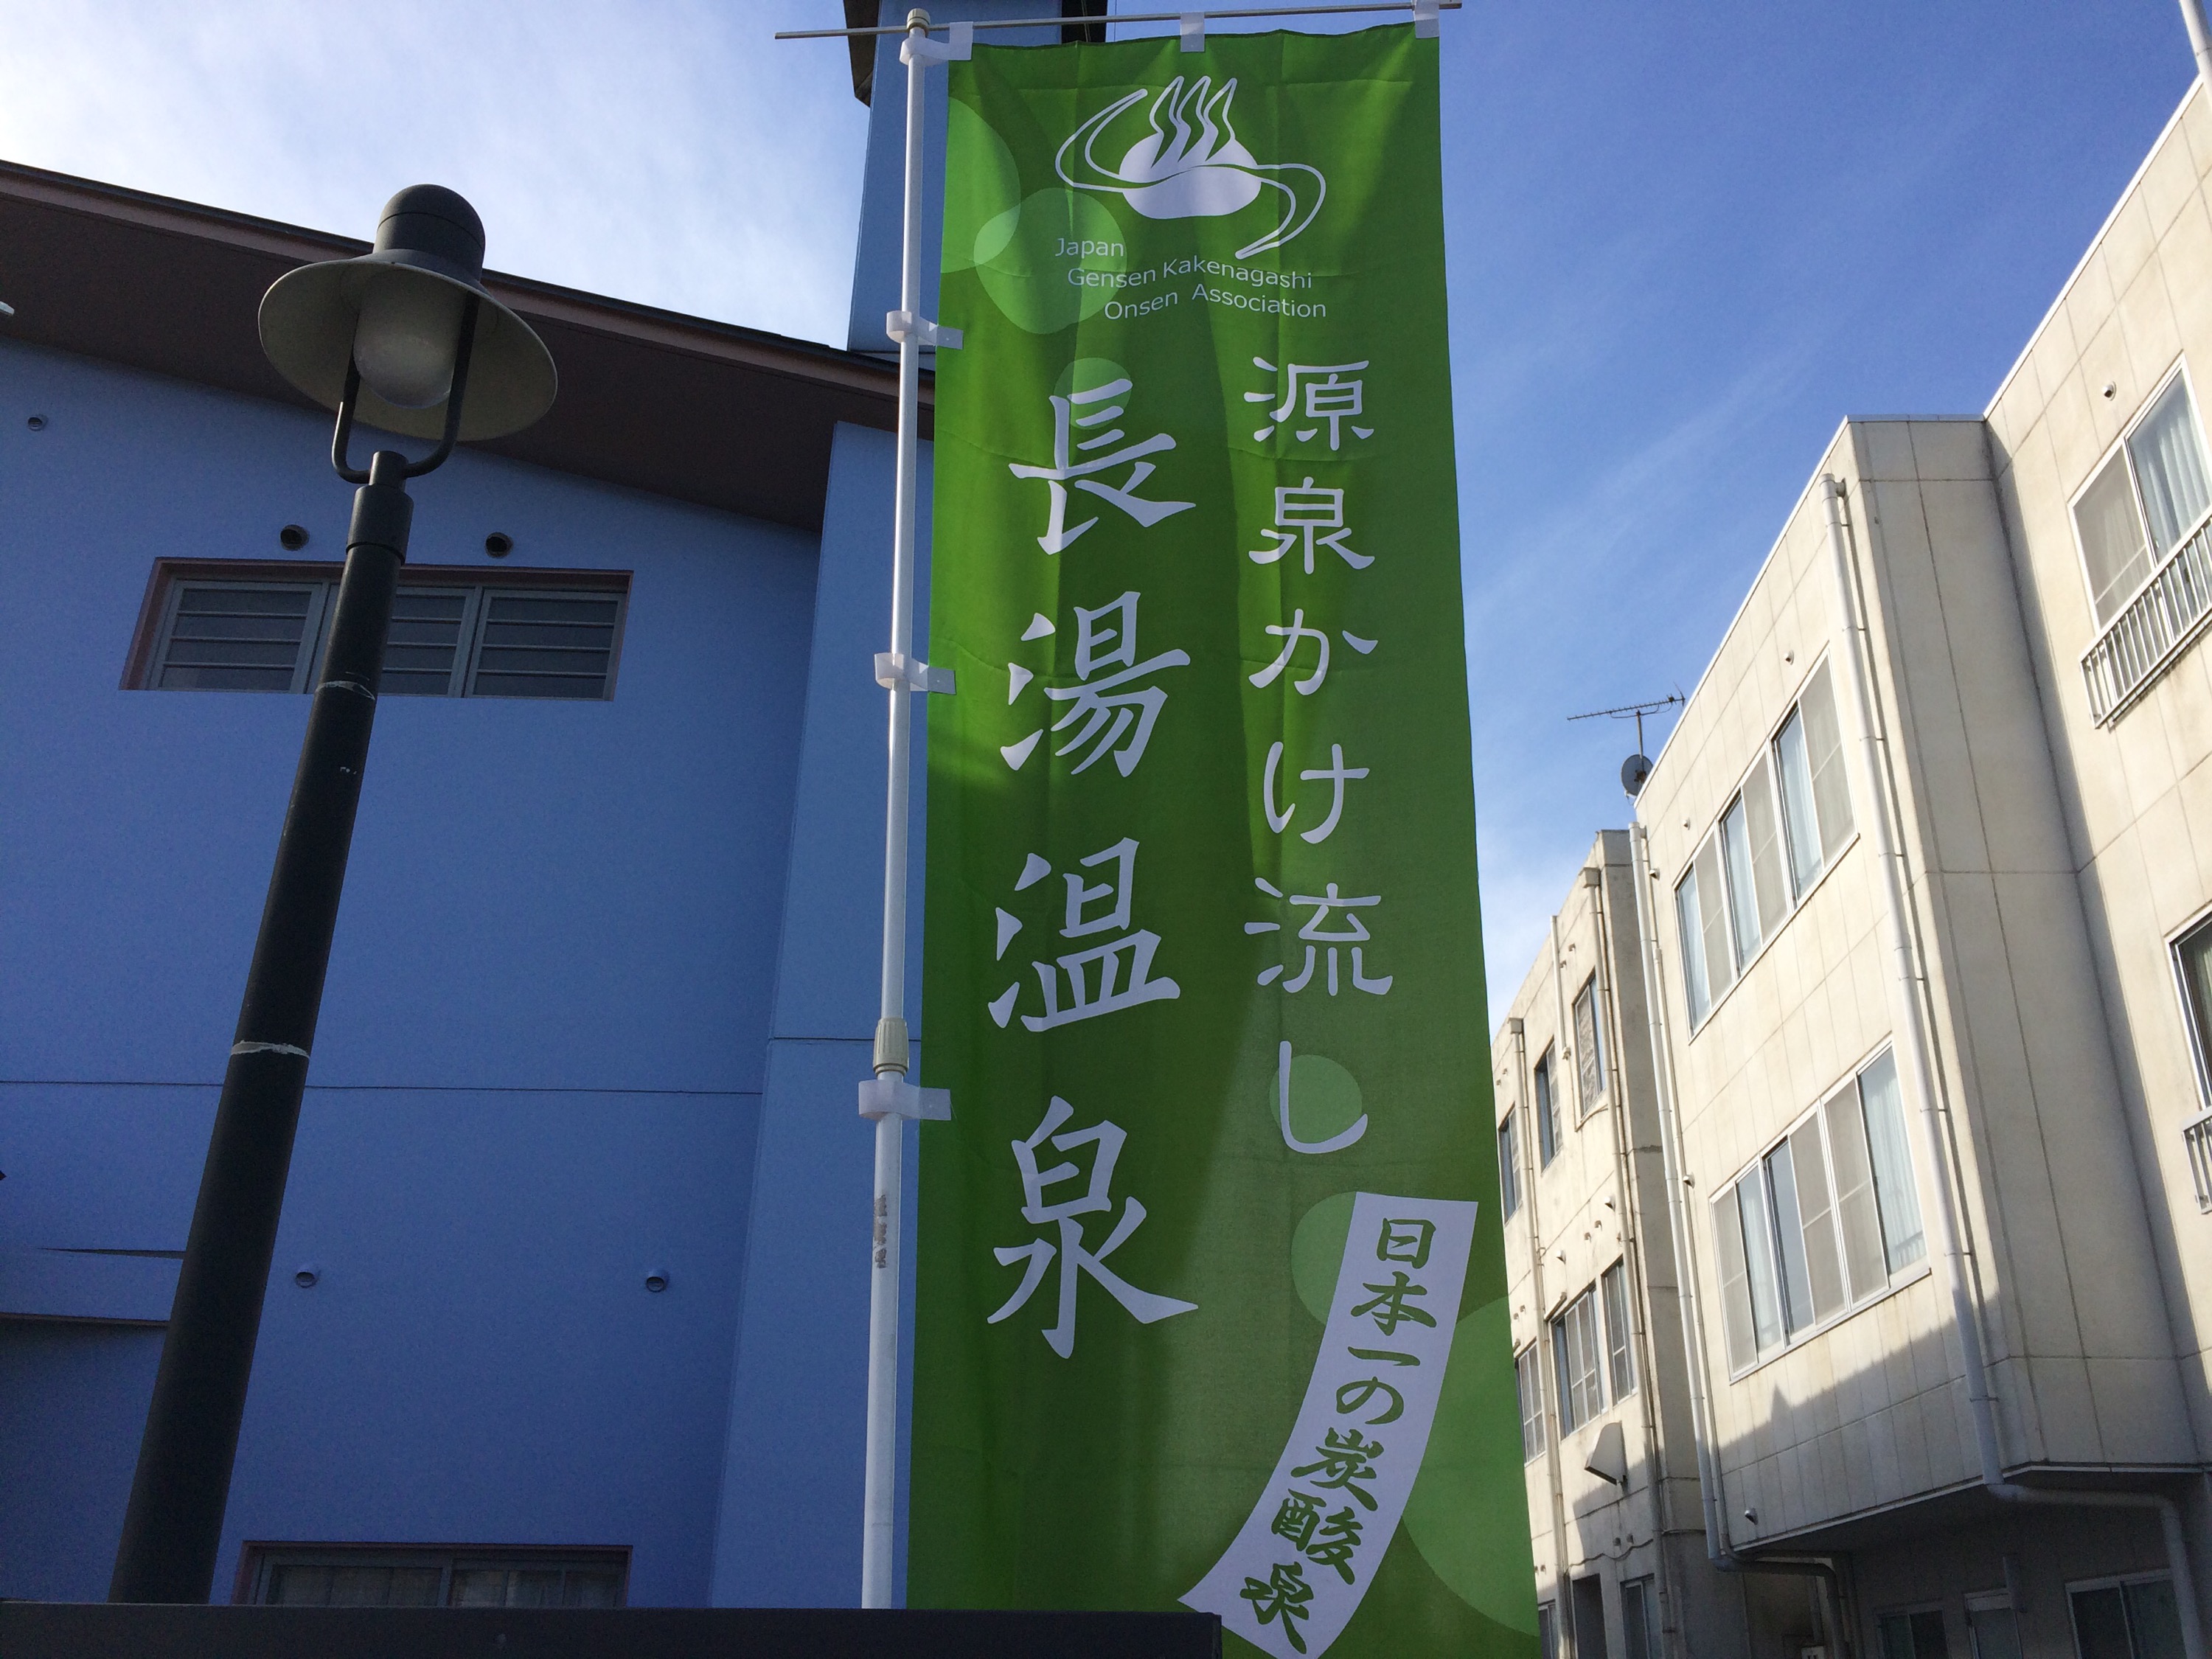 Japan
Gensen Kakenagashi
Onsen Association
源泉かけ流し
長湯温泉
日本一の炭酸泉